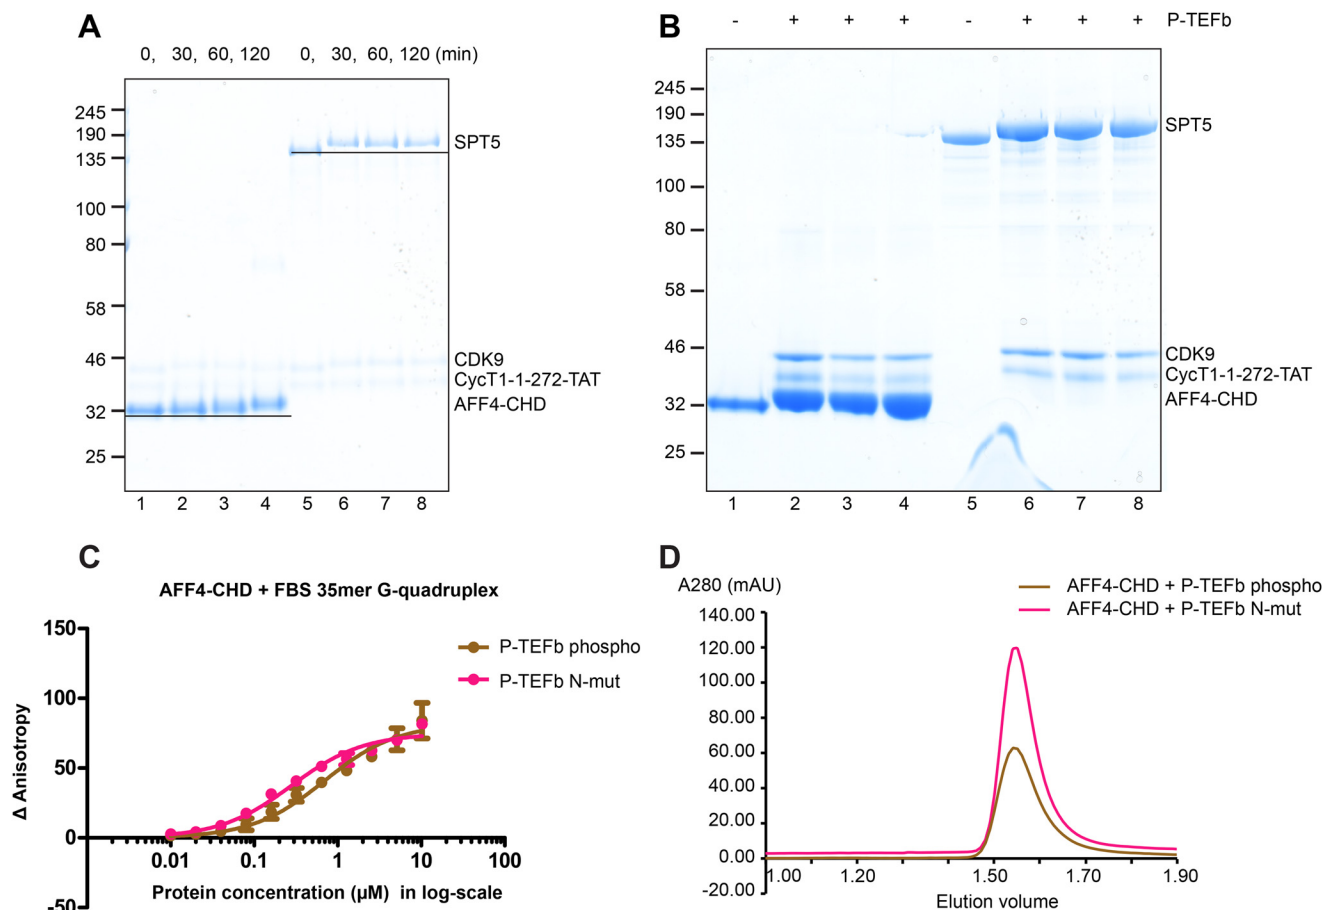 A
0, 30, 60, 120 0, 30, 60, 120 (min)
245
190
135
100
80
58
46
32
25
SPT5
CDK9
CycT1-1-272-TAT
AFF4-CHD
1 2 3 4 5 6 7 8
B
- + + + - + + + P-TEFb
245
190
135
100
80
58
46
32
25
SPT5
CDK9
CycT1-1-272-TAT
AFF4-CHD
1 2 3 4 5 6 7 8
C
AFF4-CHD + FBS 35mer G-quadruplex
150
100
50
0
-50
Δ Anisotropy
P-TEFb phospho
P-TEFb N-mut
0.01 0.1 1 10 100
Protein concentration (µM) in log-scale
D
A280 (mAU)
AFF4-CHD + P-TEFb phospho
AFF4-CHD + P-TEFb N-mut
140.00
120.00
100.00
80.00
60.00
40.00
20.00
0.00
-20.00
1.00 1.20 1.50 1.70 1.90
Elution volume